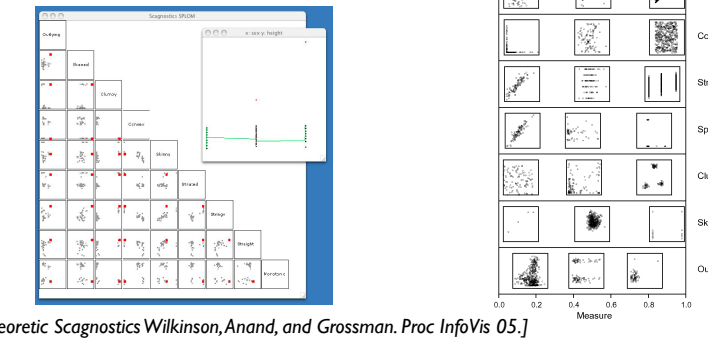 Scagnostics SPLOM
Outlying
x: sex y: height
Skewed
Clumpy
Convex
Skinny
Striated
Stringy
Straight
Monotonic
Co
Str
Sp
Clu
Sk
Ou
0.0 0.2 0.4 0.6 0.8 1.0
Measure
eoretic Scagnostics Wilkinson, Anand, and Grossman. Proc InfoVis 05.]